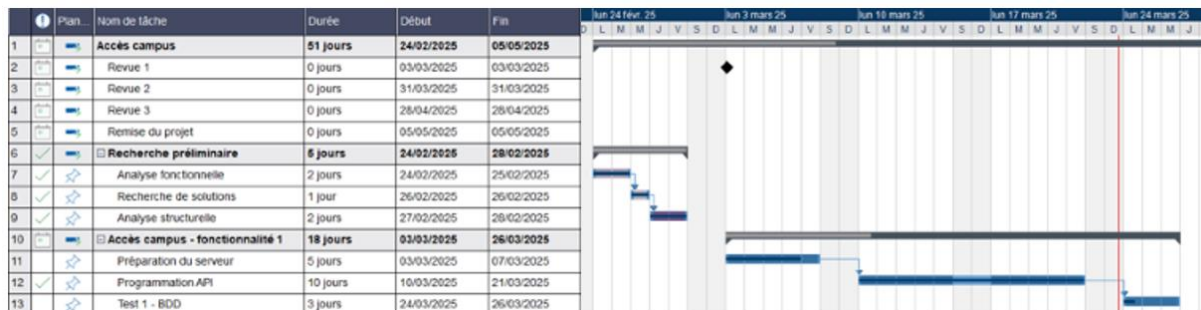 Plan... Nom de tâche Durée Début Fin
lun 24 févr. 25 lun 3 mars 25 lun 10 mars 25 lun 17 mars 25 lun 24 mars 25
D L M M J V S D L M M J V S D L M M J V S D L M M J V S D L M M J
1 Accès campus 51 jours 24/02/2025 05/05/2025
2 Revue 1 0 jours 03/03/2025 03/03/2025
3 Revue 2 0 jours 31/03/2025 31/03/2025
4 Revue 3 0 jours 28/04/2025 28/04/2025
5 Remise du projet 0 jours 05/05/2025 05/05/2025
6 Recherche préliminaire 5 jours 24/02/2025 28/02/2025
7 Analyse fonctionnelle 2 jours 24/02/2025 25/02/2025
8 Recherche de solutions 1 jour 26/02/2025 26/02/2025
9 Analyse structurelle 2 jours 27/02/2025 28/02/2025
10 Accès campus - fonctionnalité 1 18 jours 03/03/2025 26/03/2025
11 Préparation du serveur 5 jours 03/03/2025 07/03/2025
12 Programmation API 10 jours 10/03/2025 21/03/2025
13 Test 1 - BDD 3 jours 24/03/2025 26/03/2025